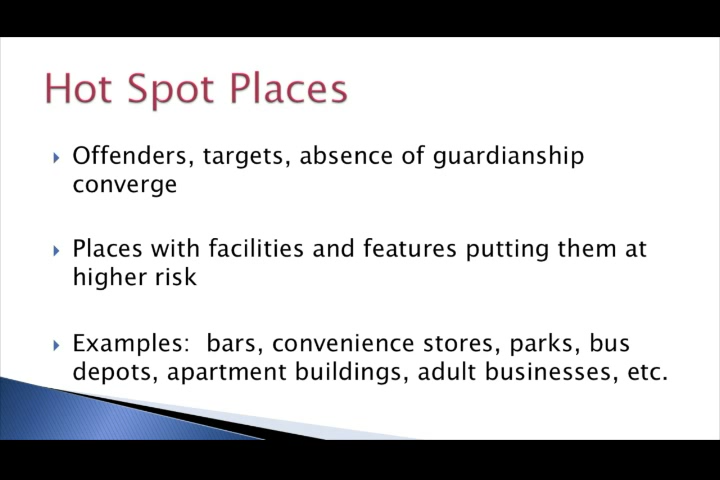 Hot Spot Places
Offenders, targets, absence of guardianship
converge
Places with facilities and features putting them at
higher risk
Examples:  bars, convenience stores, parks, bus
depots, apartment buildings, adult businesses, etc.